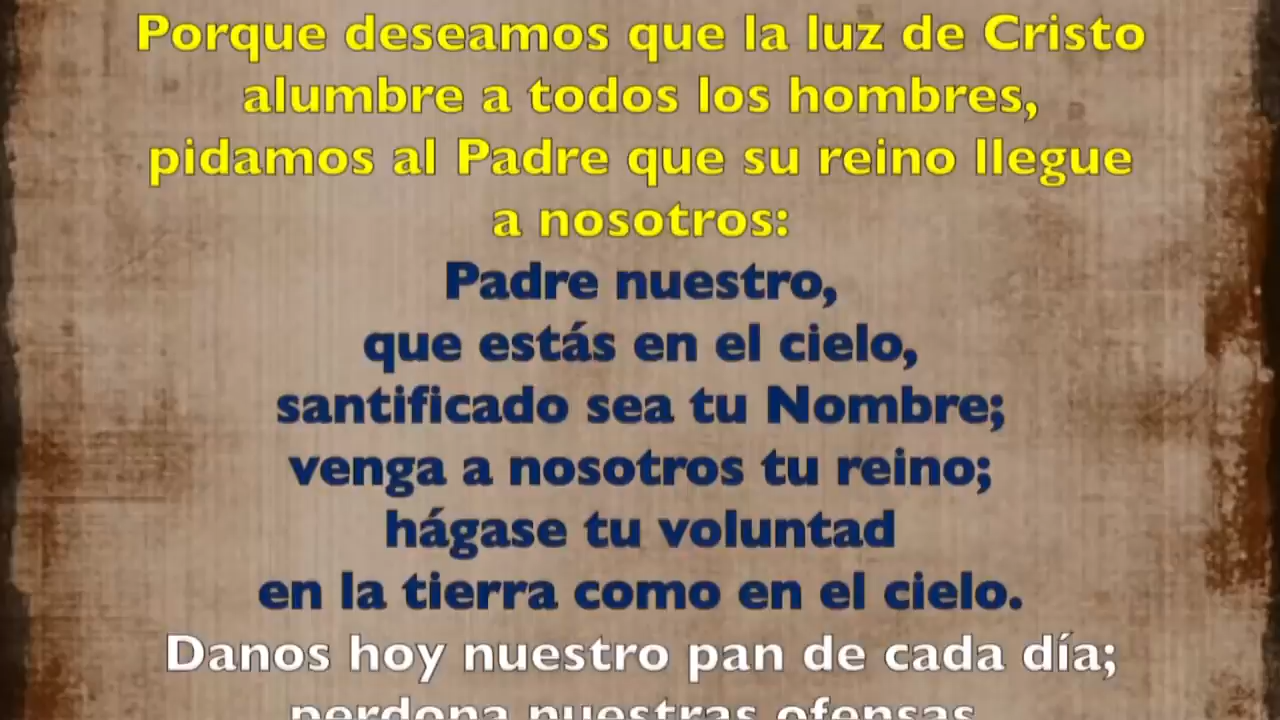 Porque deseamos que la luz de Cristo
alumbre a todos los hombres,
pidamos al Padre que su reino llegue
a nosotros:
Padre nuestro,
que estás en el cielo,
santificado sea tu Nombre;
venga a nosotros tu reino;
hágase tu voluntad
en la tierra como en el cielo.
Danos hoy nuestro pan de cada día;
perdona nuestras ofensas